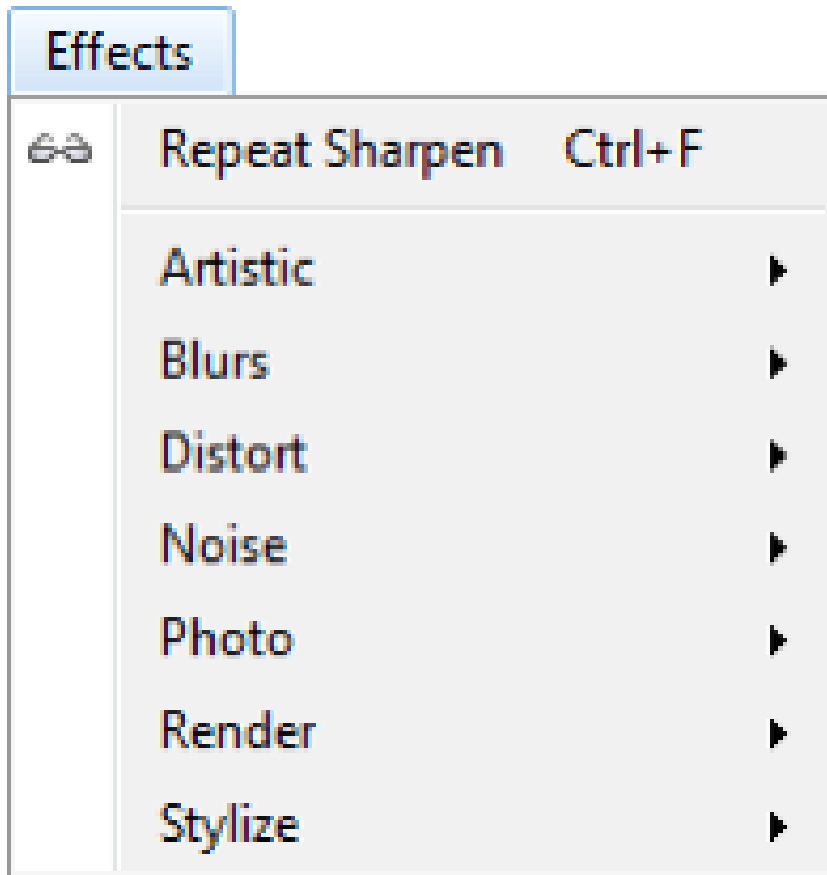 Effects
Repeat Sharpen Ctrl+F
Artistic
Blurs
Distort
Noise
Photo
Render
Stylize